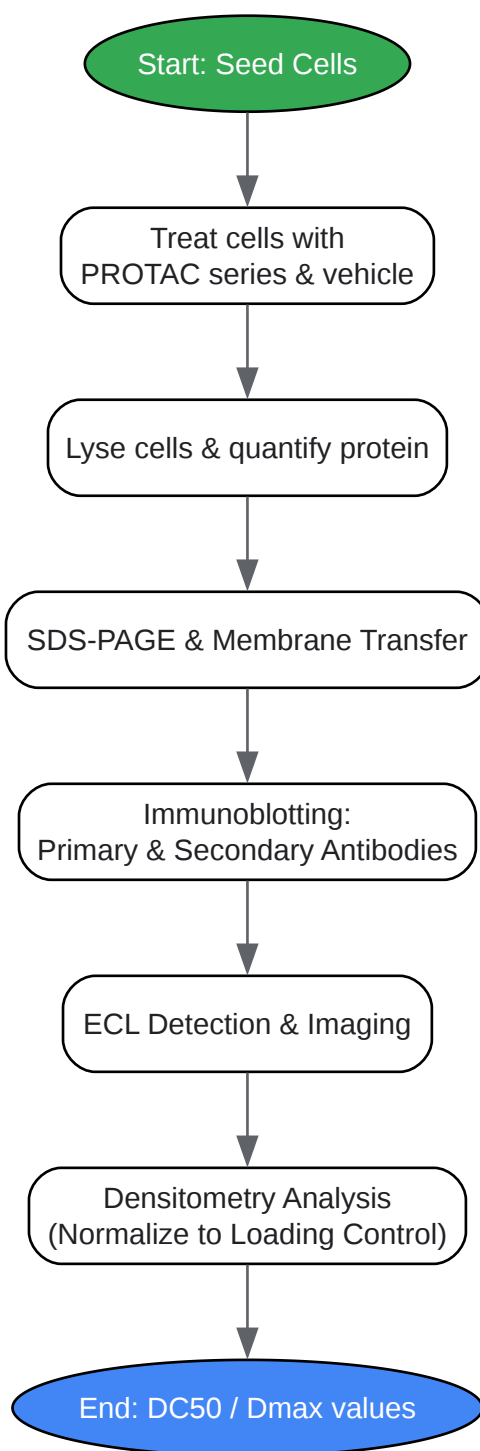 Start: Seed Cells
Treat cells with
PROTAC series & vehicle
Lyse cells & quantify protein
SDS-PAGE & Membrane Transfer
Immunoblotting:
Primary & Secondary Antibodies
ECL Detection & Imaging
Densitometry Analysis
(Normalize to Loading Control)
End: DC50 / Dmax values